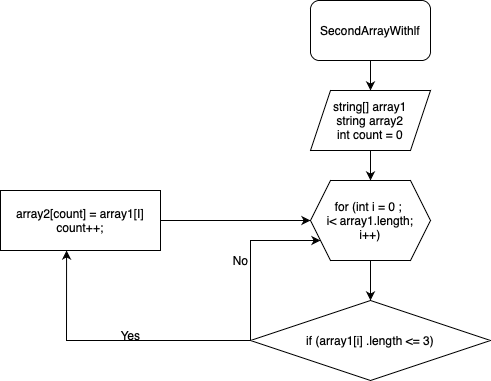 SecondArrayWithIf
string[] array1
string array2
int count = 0
for (int i = 0 ;
i< array1.length;
i++)
array2[count] = array1[I]
count++;
No
Yes
if (array1[i] .length <= 3)